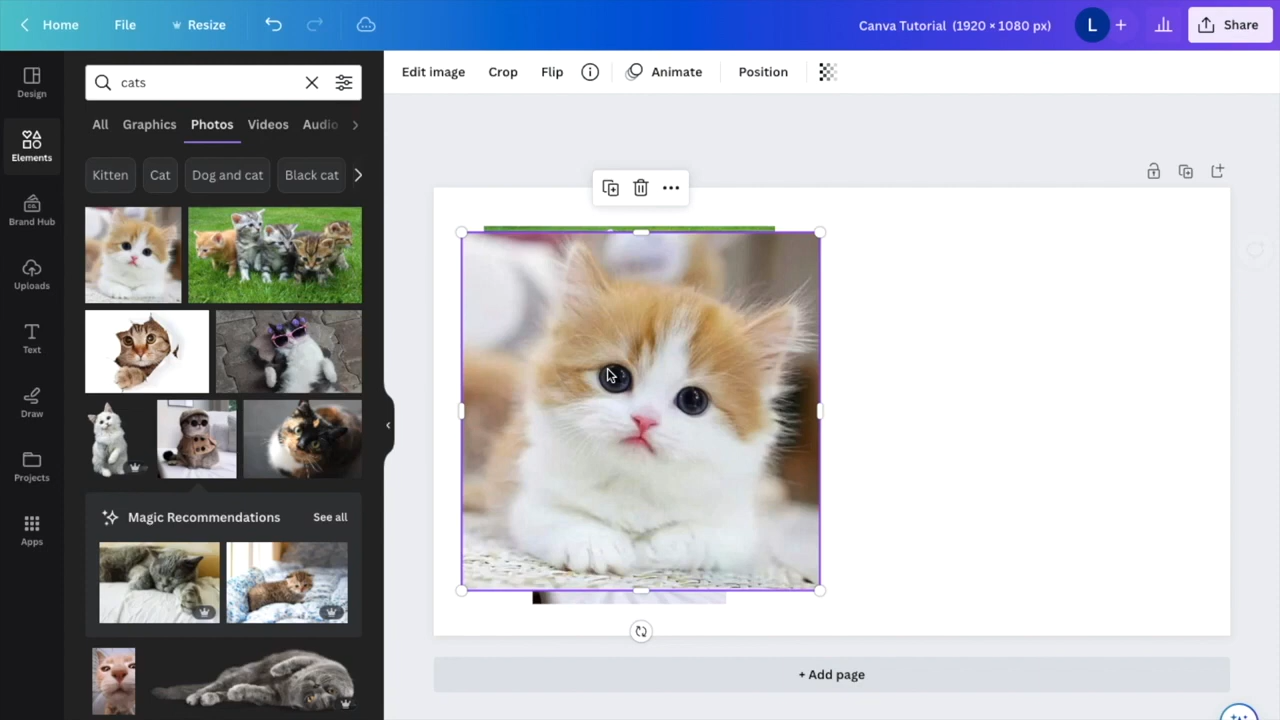 Home File Resize Canva Tutorial (1920 × 1080 px) L Share
Design
Elements
Brand Hub
Uploads
Text
Draw
Projects
Apps
cats
All Graphics Photos Videos Audio
Kitten Cat Dog and cat Black cat
Magic Recommendations See all
Edit image Crop Flip Animate Position
+ Add page